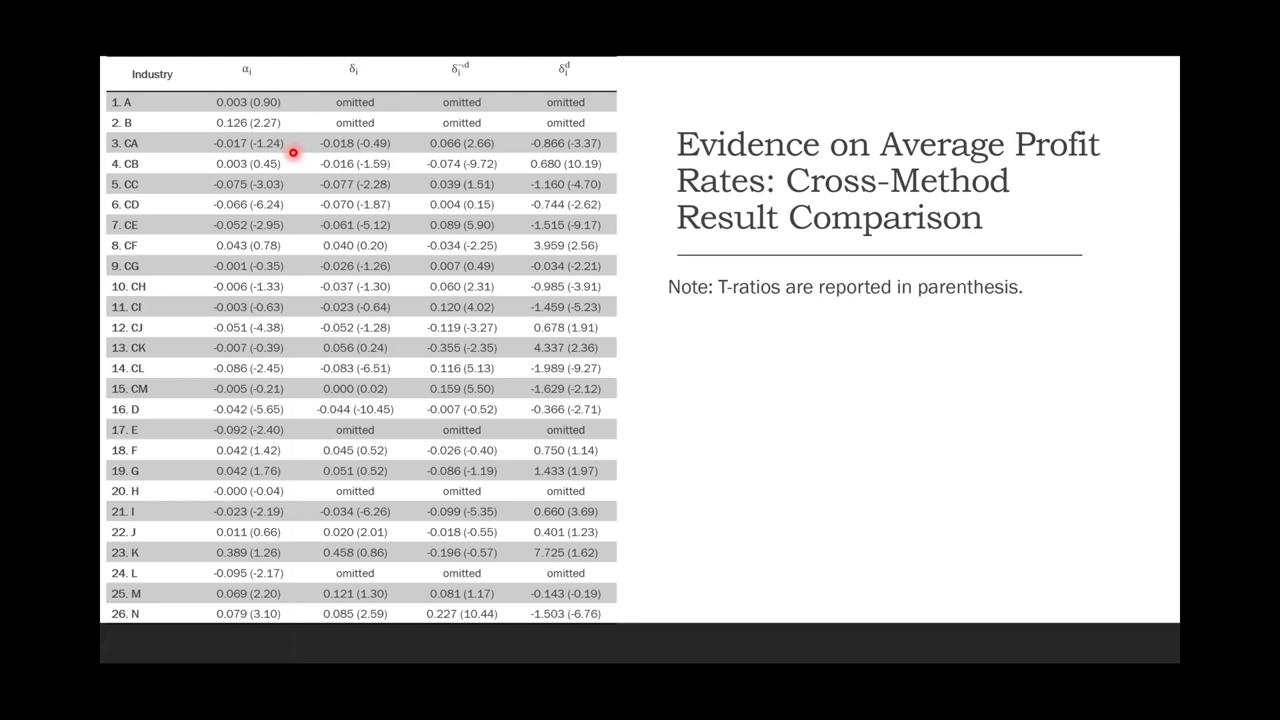 Industry αᵢ δᵢ δᵢ¬ᵈ δᵢᵈ
1. A 0.003 (0.90) omitted omitted omitted
2. B 0.126 (2.27) omitted omitted omitted
3. CA -0.017 (-1.24) -0.018 (-0.49) 0.066 (2.66) -0.866 (-3.37)
4. CB 0.003 (0.45) -0.016 (-1.59) -0.074 (-9.72) 0.680 (10.19)
5. CC -0.075 (-3.03) -0.077 (-2.28) 0.039 (1.51) -1.160 (-4.70)
6. CD -0.066 (-6.24) -0.070 (-1.87) 0.004 (0.15) -0.744 (-2.62)
7. CE -0.052 (-2.95) -0.061 (-5.12) 0.089 (5.90) -1.515 (-9.17)
8. CF 0.043 (0.78) 0.040 (0.20) -0.034 (-2.25) 3.959 (2.56)
9. CG -0.001 (-0.35) -0.026 (-1.26) 0.007 (0.49) -0.034 (-2.21)
10. CH -0.006 (-1.33) -0.037 (-1.30) 0.060 (2.31) -0.985 (-3.91)
11. CI -0.003 (-0.63) -0.023 (-0.64) 0.120 (4.02) -1.459 (-5.23)
12. CJ -0.051 (-4.38) -0.052 (-1.28) -0.119 (-3.27) 0.678 (1.91)
13. CK -0.007 (-0.39) 0.056 (0.24) -0.355 (-2.35) 4.337 (2.36)
14. CL -0.086 (-2.45) -0.083 (-6.51) 0.116 (5.13) -1.989 (-9.27)
15. CM -0.005 (-0.21) 0.000 (0.02) 0.159 (5.50) -1.629 (-2.12)
16. D -0.042 (-5.65) -0.044 (-10.45) -0.007 (-0.52) -0.366 (-2.71)
17. E -0.092 (-2.40) omitted omitted omitted
18. F 0.042 (1.42) 0.045 (0.52) -0.026 (-0.40) 0.750 (1.14)
19. G 0.042 (1.76) 0.051 (0.52) -0.086 (-1.19) 1.433 (1.97)
20. H -0.000 (-0.04) omitted omitted omitted
21. I -0.023 (-2.19) -0.034 (-6.26) -0.099 (-5.35) 0.660 (3.69)
22. J 0.011 (0.66) 0.020 (2.01) -0.018 (-0.55) 0.401 (1.23)
23. K 0.389 (1.26) 0.458 (0.86) -0.196 (-0.57) 7.725 (1.62)
24. L -0.095 (-2.17) omitted omitted omitted
25. M 0.069 (2.20) 0.121 (1.30) 0.081 (1.17) -0.143 (-0.19)
26. N 0.079 (3.10) 0.085 (2.59) 0.227 (10.44) -1.503 (-6.76)
Evidence on Average Profit
Rates: Cross-Method
Result Comparison
Note: T-ratios are reported in parenthesis.